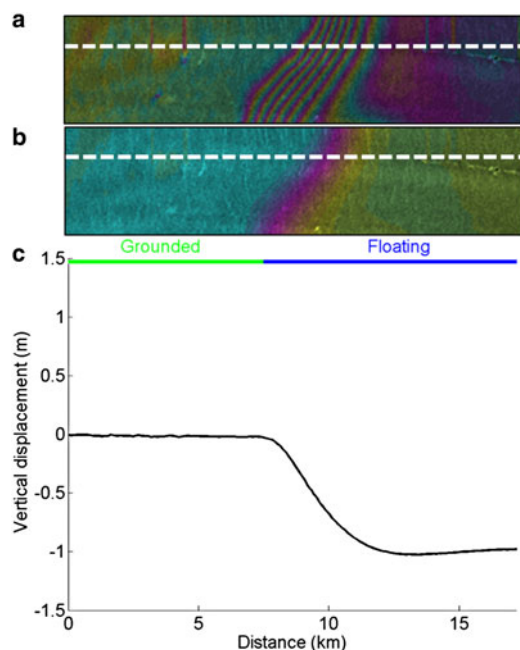 a
b
Grounded Floating
c
1.5
1
0.5
0
-0.5
-1
-1.5
Vertical displacement (m)
0 5 10 15
Distance (km)